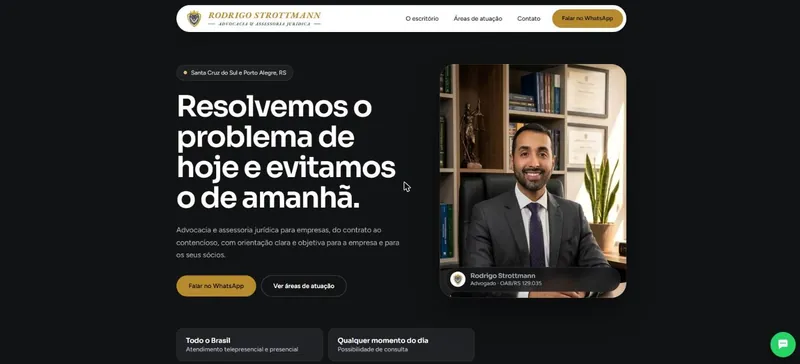 RODRIGO STROTTMANN
ADVOCACIA & ASSESSORIA JURÍDICA
O escritório
Áreas de atuação
Contato
Falar no WhatsApp
Santa Cruz do Sul e Porto Alegre, RS
Resolvemos o
problema de
hoje e evitamos
o de amanhã.
Advocacia e assessoria jurídica para empresas, do contrato ao
contencioso, com orientação clara e objetiva para a empresa e para
os seus sócios.
Falar no WhatsApp
Ver áreas de atuação
Rodrigo Strottmann
Advogado · OAB/RS 129.035
Todo o Brasil
Atendimento telepresencial e presencial
Qualquer momento do dia
Possibilidade de consulta